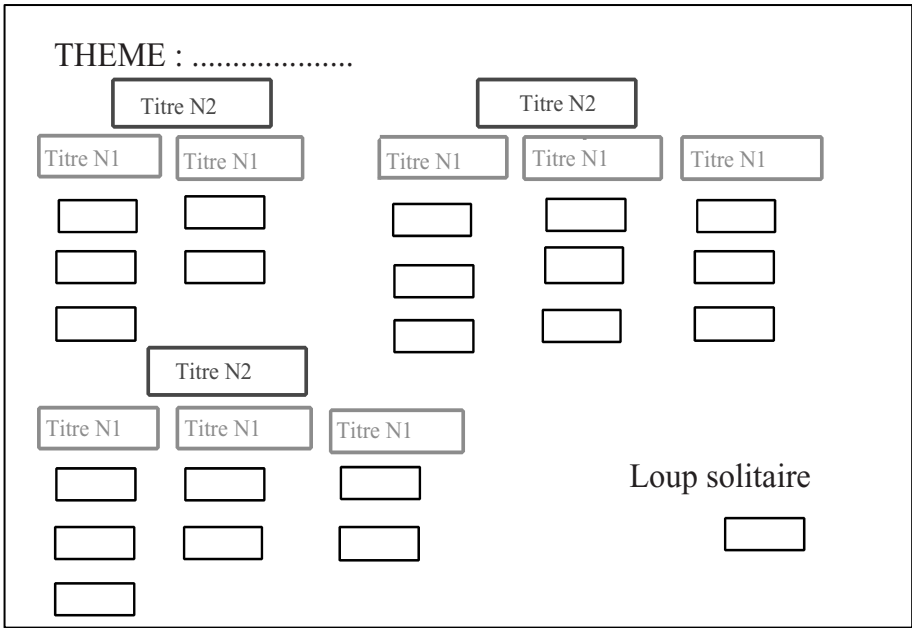 THEME : ....................
Titre N2
Titre N2
Titre N1
Titre N1
Titre N1
Titre N1
Titre N1
Titre N2
Titre N1
Titre N1
Titre N1
Loup solitaire